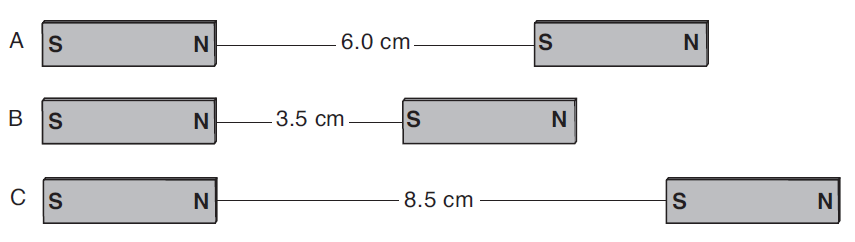 A S N 6.0 cm S N
B S N 3.5 cm S N
C S N 8.5 cm S N